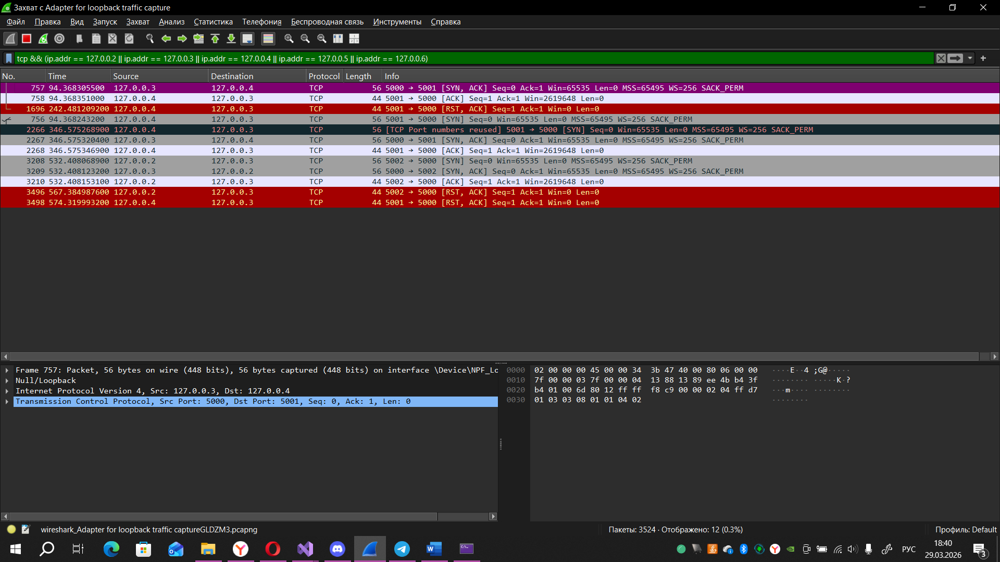 Захват с Adapter for loopback traffic capture
Файл Правка Вид Запуск Захват Анализ Статистика Телефония Беспроводная связь Инструменты Справка
tcp && (ip.addr == 127.0.0.2 || ip.addr == 127.0.0.3 || ip.addr == 127.0.0.4 || ip.addr == 127.0.0.5 || ip.addr == 127.0.0.6)
No. Time Source Destination Protocol Length Info
757 94.368305500 127.0.0.3 127.0.0.4 TCP 56 5000 → 5001 [SYN, ACK] Seq=0 Ack=1 Win=65535 Len=0 MSS=65495 WS=256 SACK_PERM
758 94.368351000 127.0.0.4 127.0.0.3 TCP 44 5001 → 5000 [ACK] Seq=1 Ack=1 Win=2619648 Len=0
1696 242.481209200 127.0.0.4 127.0.0.3 TCP 44 5001 → 5000 [RST, ACK] Seq=1 Ack=1 Win=0 Len=0
756 94.368243200 127.0.0.4 127.0.0.3 TCP 56 5001 → 5000 [SYN] Seq=0 Win=65535 Len=0 MSS=65495 WS=256 SACK_PERM
2266 346.575268900 127.0.0.4 127.0.0.3 TCP 56 [TCP Port numbers reused] 5001 → 5000 [SYN] Seq=0 Win=65535 Len=0 MSS=65495 WS=256 SACK_PERM
2267 346.575320400 127.0.0.3 127.0.0.4 TCP 56 5000 → 5001 [SYN, ACK] Seq=0 Ack=1 Win=65535 Len=0 MSS=65495 WS=256 SACK_PERM
2268 346.575346900 127.0.0.4 127.0.0.3 TCP 44 5001 → 5000 [ACK] Seq=1 Ack=1 Win=2619648 Len=0
3208 532.408068900 127.0.0.2 127.0.0.3 TCP 56 5002 → 5000 [SYN] Seq=0 Win=65535 Len=0 MSS=65495 WS=256 SACK_PERM
3209 532.408123200 127.0.0.3 127.0.0.2 TCP 56 5000 → 5002 [SYN, ACK] Seq=0 Ack=1 Win=65535 Len=0 MSS=65495 WS=256 SACK_PERM
3210 532.408153100 127.0.0.2 127.0.0.3 TCP 44 5002 → 5000 [ACK] Seq=1 Ack=1 Win=2619648 Len=0
3496 567.384987600 127.0.0.2 127.0.0.3 TCP 44 5002 → 5000 [RST, ACK] Seq=1 Ack=1 Win=0 Len=0
3498 574.319993200 127.0.0.4 127.0.0.3 TCP 44 5001 → 5000 [RST, ACK] Seq=1 Ack=1 Win=0 Len=0
Frame 757: Packet, 56 bytes on wire (448 bits), 56 bytes captured (448 bits) on interface \Device\NPF_Lo
Null/Loopback
Internet Protocol Version 4, Src: 127.0.0.3, Dst: 127.0.0.4
Transmission Control Protocol, Src Port: 5000, Dst Port: 5001, Seq: 0, Ack: 1, Len: 0
0000 02 00 00 00 45 00 00 34 3b 47 40 00 80 06 00 00 ····E··4 ;G@·····
0010 7f 00 00 03 7f 00 00 04 13 88 13 89 ee 4b b4 3f ········ ·····K·?
0020 b4 01 00 6d 80 12 ff ff f8 c9 00 00 02 04 ff d7 ···m···· ········
0030 01 03 03 08 01 01 04 02 ········
wireshark_Adapter for loopback traffic captureGLDZM3.pcapng
Пакеты: 3524 · Отображено: 12 (0.3%)
Профиль: Default
РУС
18:40
29.03.2026
3